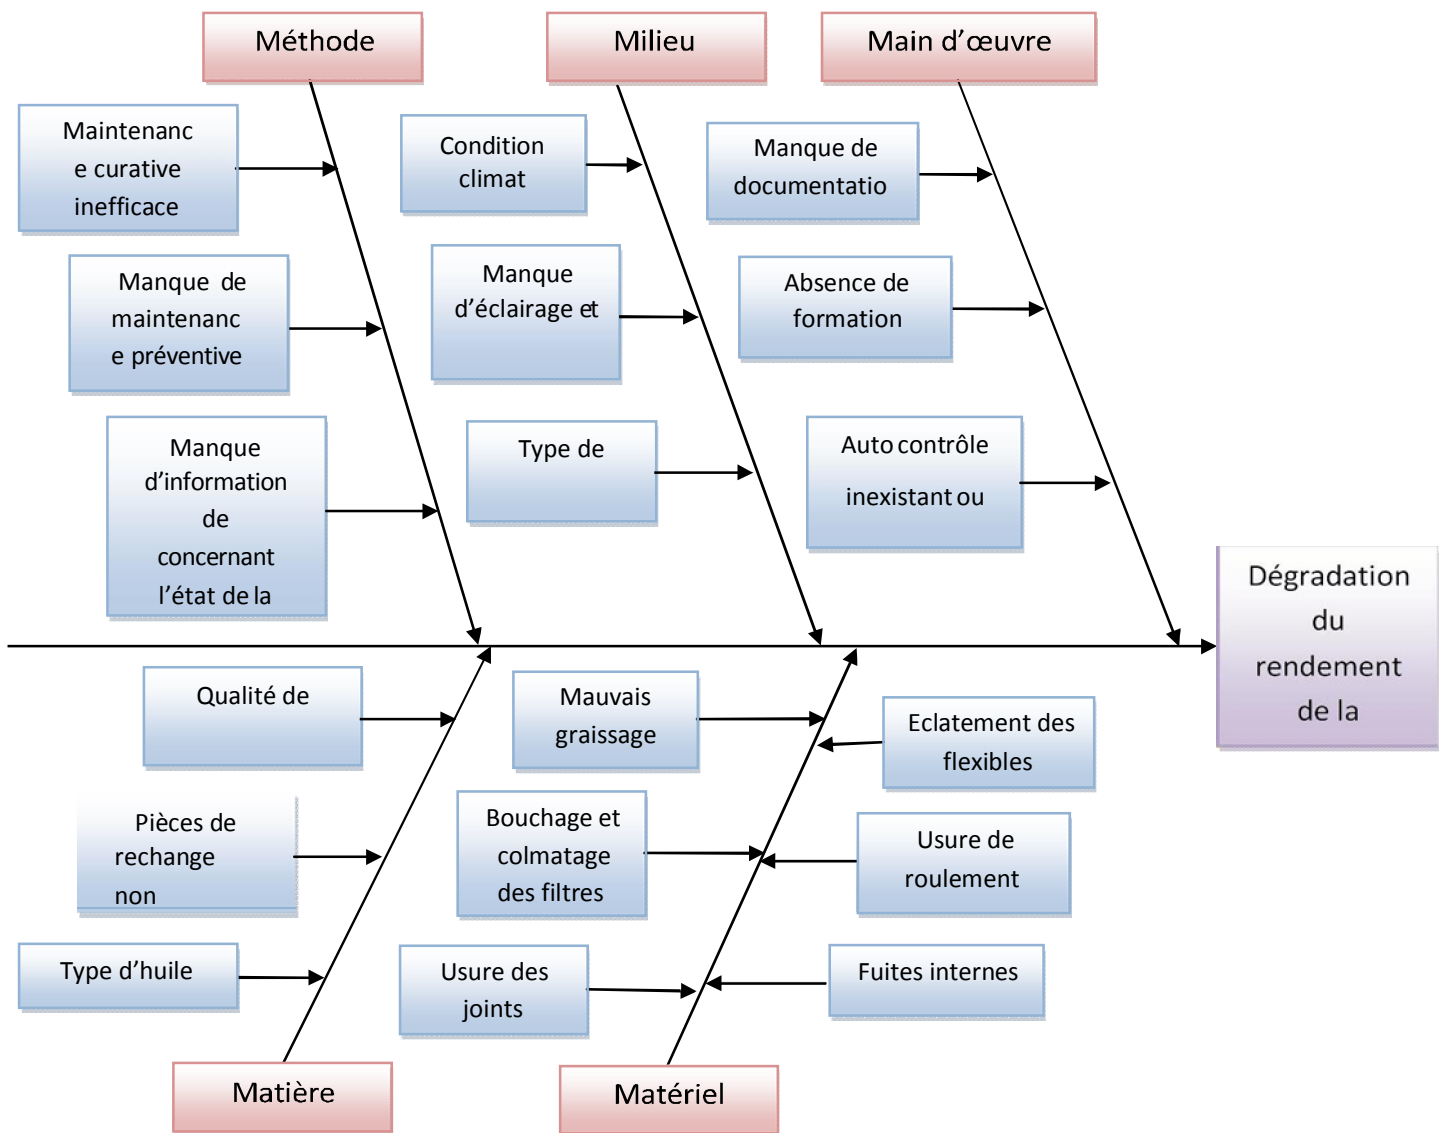 Méthode
Milieu
Main d’œuvre
Maintenanc
e curative
inefficace
Condition
climat
Manque de
documentatio
Manque de
maintenanc
e préventive
Manque
d’éclairage et
Absence de
formation
Manque
d’information
de
concernant
l’état de la
Type de
Auto contrôle
inexistant ou
Dégradation
du
rendement
de la
Qualité de
Mauvais
graissage
Eclatement des
flexibles
Pièces de
rechange
non
Bouchage et
colmatage
des filtres
Usure de
roulement
Type d’huile
Usure des
joints
Fuites internes
Matière
Matériel